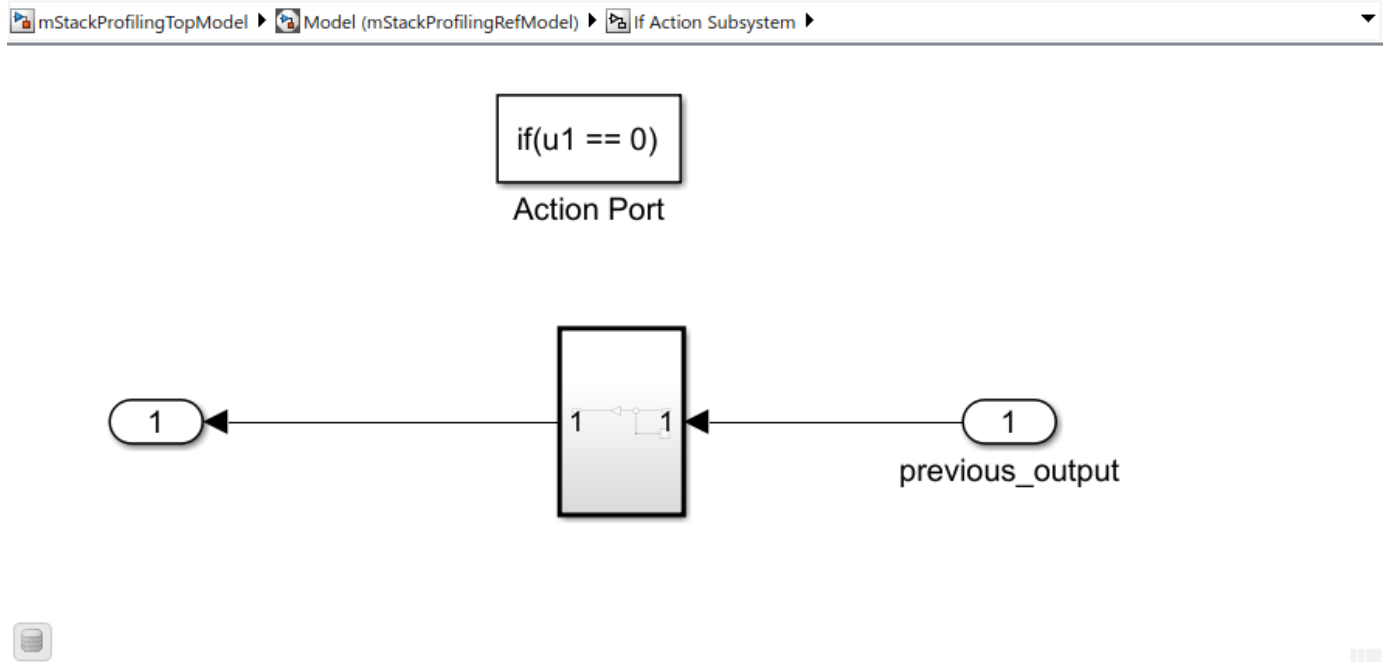 mStackProfilingTopModel Model (mStackProfilingRefModel) If Action Subsystem
if(u1 == 0)
Action Port
1 1 1 1
previous_output